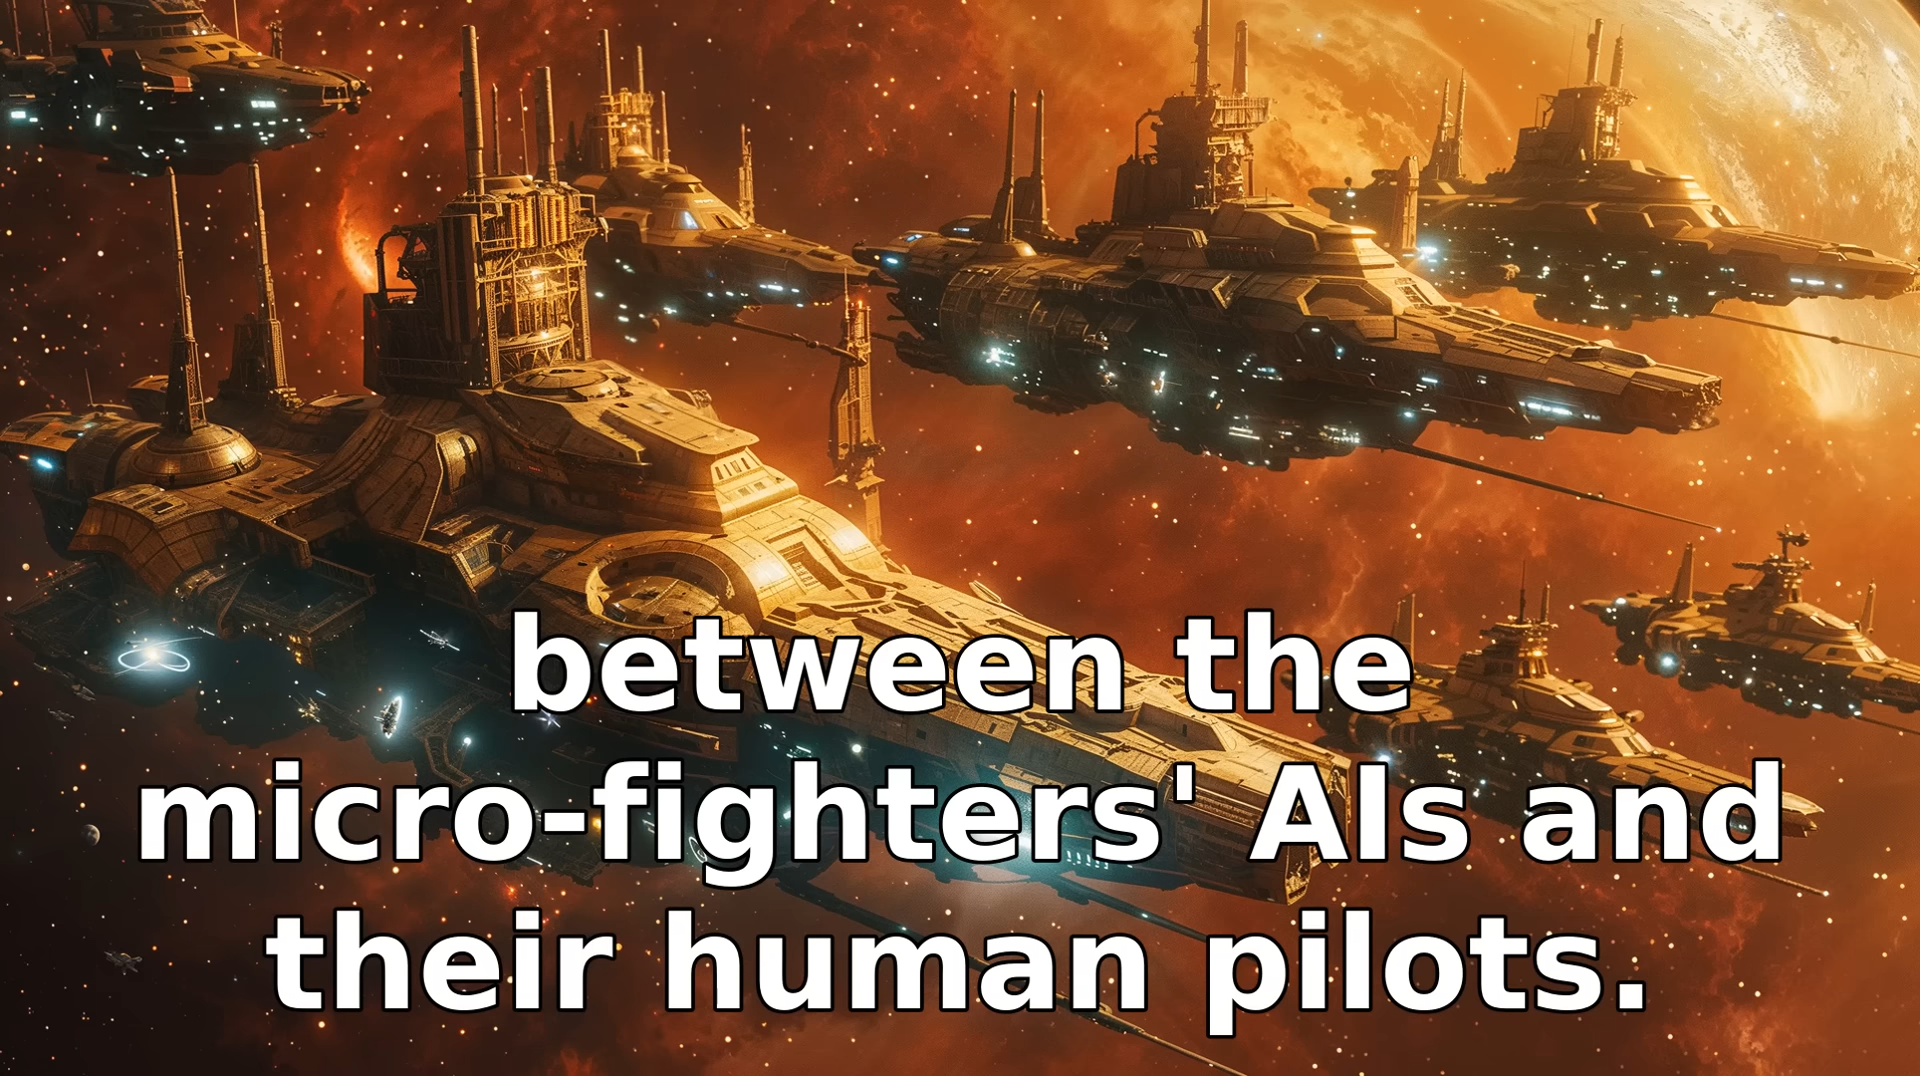 between the
micro-fighters' AIs and
their human pilots.